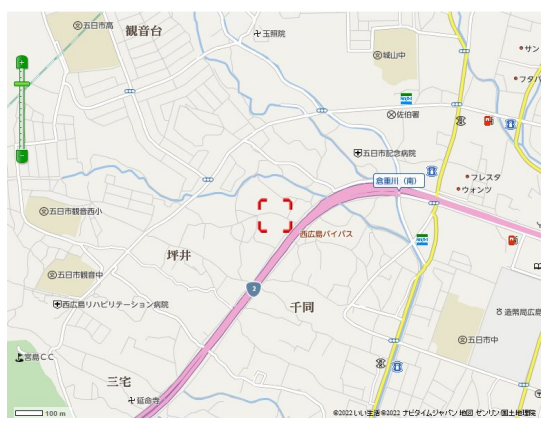 五日市高
観音台
玉照院
サン
城山中
フタバ
佐伯署
五日市記念病院
フレスタ
倉重川（南）
ウォンツ
五日市観音西小
西広島バイパス
坪井
五日市観音中
2
西広島リハビリテーション病院
千同
造幣局広島
五日市中
宮島CC
三宅
延命寺
100 m
©2022 いい生活 ©2022 ナビタイムジャパン 地図 ゼンリン 国土地理院